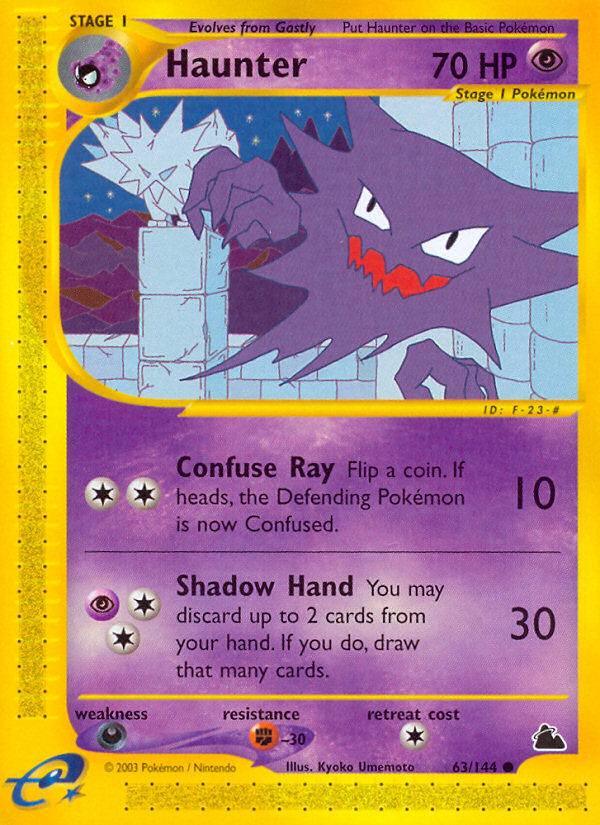 STAGE 1
Evolves from Gastly
Put Haunter on the Basic Pokémon
Haunter
70 HP
Stage 1 Pokémon
ID: F-23-#
Confuse Ray Flip a coin. If
heads, the Defending Pokémon
is now Confused.
10
Shadow Hand You may
discard up to 2 cards from
your hand. If you do, draw
that many cards.
30
weakness
resistance
retreat cost
–30
© 2003 Pokémon / Nintendo
Illus. Kyoko Umemoto
63/144
e